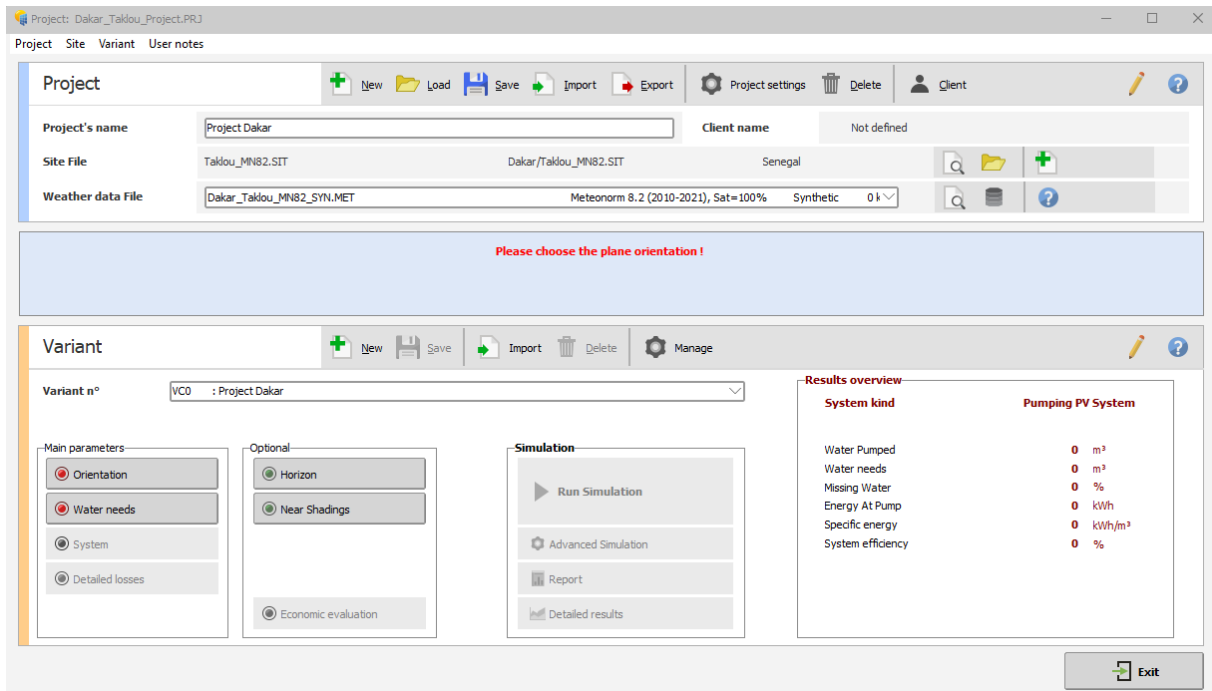 Project: Dakar_Taklou_Project.PRJ
Project Site Variant User notes
Project New Load Save Import Export Project settings Delete Client
Project's name Project Dakar Client name Not defined
Site File Taklou_MN82.SIT Dakar/Taklou_MN82.SIT Senegal
Weather data File Dakar_Taklou_MN82_SYN.MET Meteonorm 8.2 (2010-2021), Sat=100% Synthetic 0 k
Please choose the plane orientation !
Variant New Save Import Delete Manage
Variant n° VC0 : Project Dakar
Results overview
System kind Pumping PV System
Main parameters
Orientation
Water needs
System
Detailed losses
Optional
Horizon
Near Shadings
Economic evaluation
Simulation
Run Simulation
Advanced Simulation
Report
Detailed results
Water Pumped 0 m³
Water needs 0 m³
Missing Water 0 %
Energy At Pump 0 kWh
Specific energy 0 kWh/m³
System efficiency 0 %
Exit